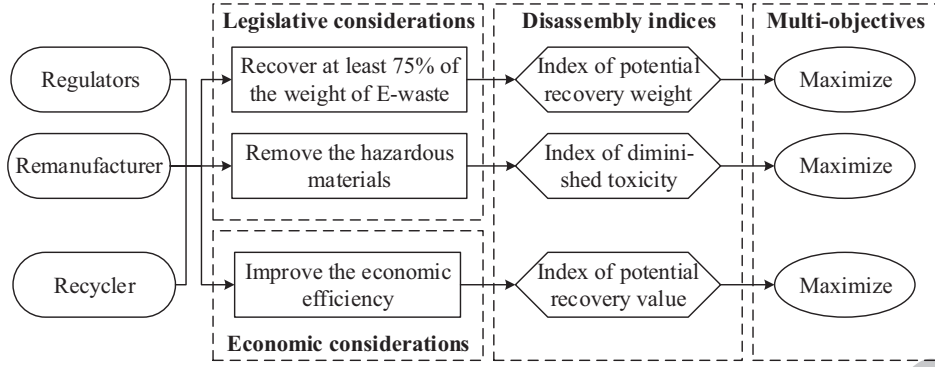 Legislative considerations
Disassembly indices
Multi-objectives
Regulators
Recover at least 75% of
the weight of E-waste
Index of potential
recovery weight
Maximize
Remanufacturer
Remove the hazardous
materials
Index of dimini-
shed toxicity
Maximize
Recycler
Improve the economic
efficiency
Index of potential
recovery value
Maximize
Economic considerations